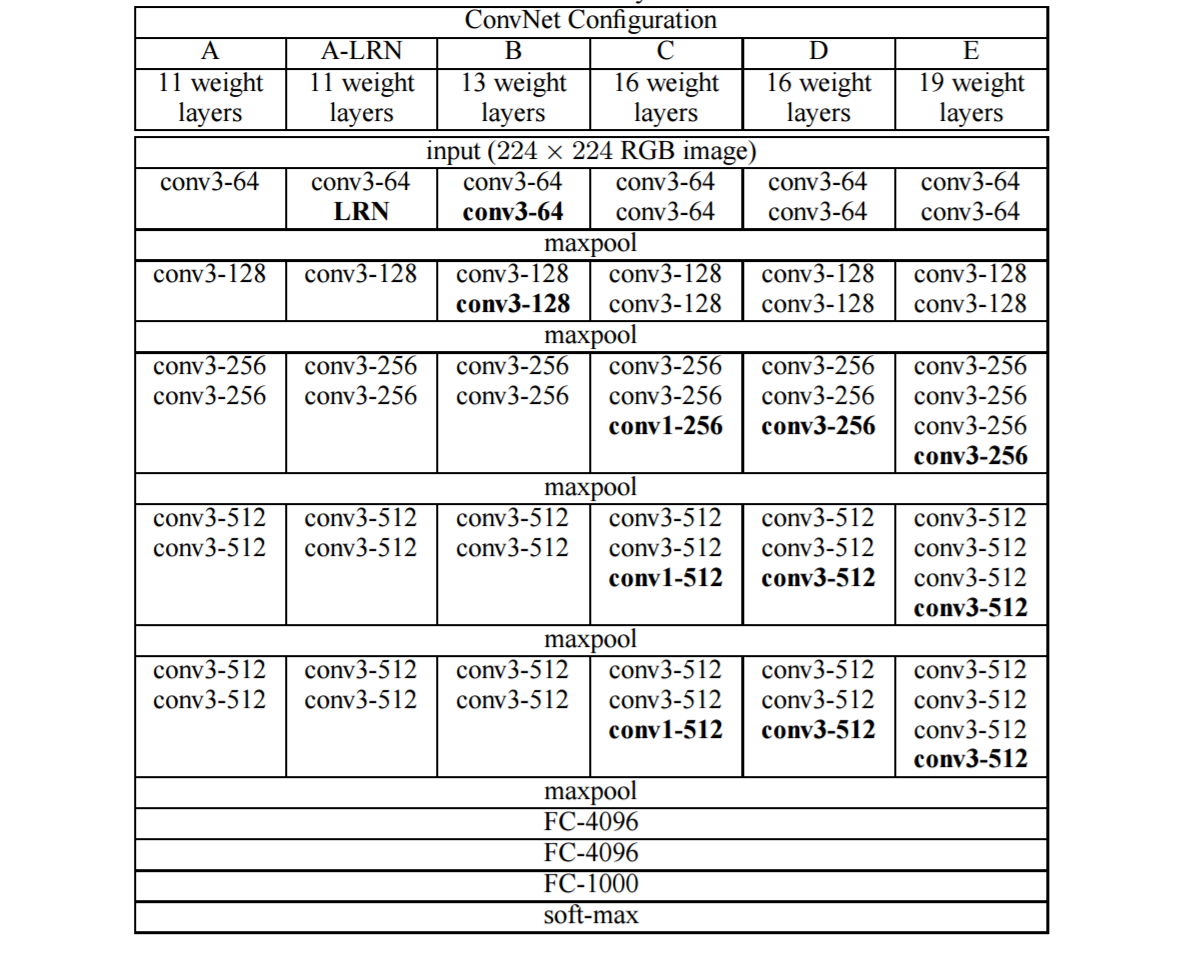 ConvNet Configuration
A A-LRN B C D E
11 weight 11 weight 13 weight 16 weight 16 weight 19 weight
layers layers layers layers layers layers
input (224 × 224 RGB image)
conv3-64 conv3-64 conv3-64 conv3-64 conv3-64 conv3-64
LRN conv3-64 conv3-64 conv3-64 conv3-64
maxpool
conv3-128 conv3-128 conv3-128 conv3-128 conv3-128 conv3-128
conv3-128 conv3-128 conv3-128 conv3-128
maxpool
conv3-256 conv3-256 conv3-256 conv3-256 conv3-256 conv3-256
conv3-256 conv3-256 conv3-256 conv3-256 conv3-256 conv3-256
conv1-256 conv3-256 conv3-256
conv3-256
maxpool
conv3-512 conv3-512 conv3-512 conv3-512 conv3-512 conv3-512
conv3-512 conv3-512 conv3-512 conv3-512 conv3-512 conv3-512
conv1-512 conv3-512 conv3-512
conv3-512
maxpool
conv3-512 conv3-512 conv3-512 conv3-512 conv3-512 conv3-512
conv3-512 conv3-512 conv3-512 conv3-512 conv3-512 conv3-512
conv1-512 conv3-512 conv3-512
conv3-512
maxpool
FC-4096
FC-4096
FC-1000
soft-max